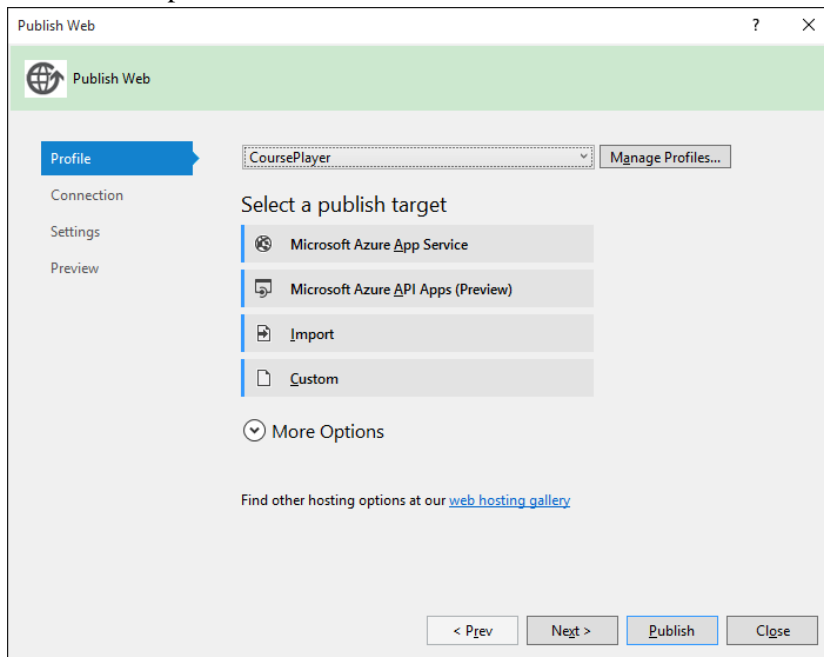 Publish Web
?
Publish Web
Profile
Connection
Settings
Preview
CoursePlayer
Manage Profiles...
Select a publish target
Microsoft Azure App Service
Microsoft Azure API Apps (Preview)
Import
Custom
More Options
Find other hosting options at our web hosting gallery
< Prev
Next >
Publish
Close